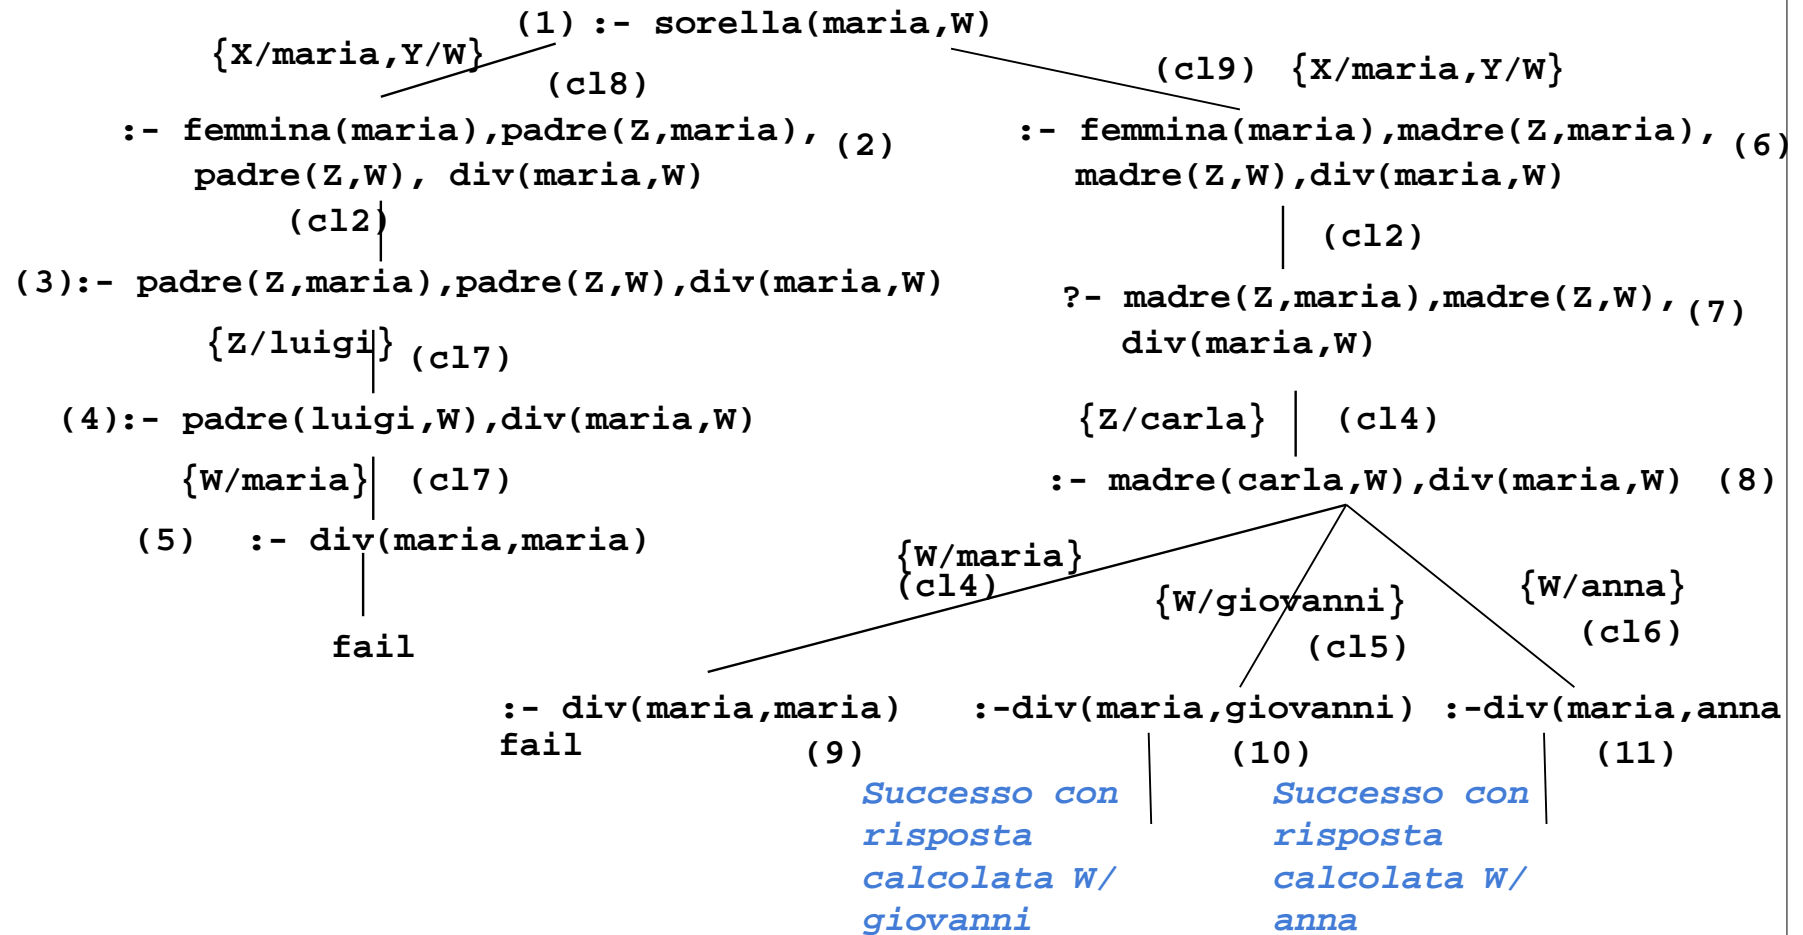 (1) :- sorella(maria,W)
{X/maria,Y/W}
(cl8)
(cl9) {X/maria,Y/W}
:- femmina(maria),padre(Z,maria), (2)
padre(Z,W), div(maria,W)
(cl2)
(3):- padre(Z,maria),padre(Z,W),div(maria,W)
{Z/luigi} (cl7)
(4):- padre(luigi,W),div(maria,W)
{W/maria} (cl7)
(5) :- div(maria,maria)
fail
:- femmina(maria),madre(Z,maria), (6)
madre(Z,W),div(maria,W)
(cl2)
?- madre(Z,maria),madre(Z,W), (7)
div(maria,W)
{Z/carla} (cl4)
:- madre(carla,W),div(maria,W) (8)
{W/maria}
(cl4)
{W/giovanni}
(cl5)
{W/anna}
(cl6)
:- div(maria,maria)
fail (9)
:-div(maria,giovanni)
(10)
:-div(maria,anna
(11)
Successo con
risposta
calcolata W/
giovanni
Successo con
risposta
calcolata W/
anna